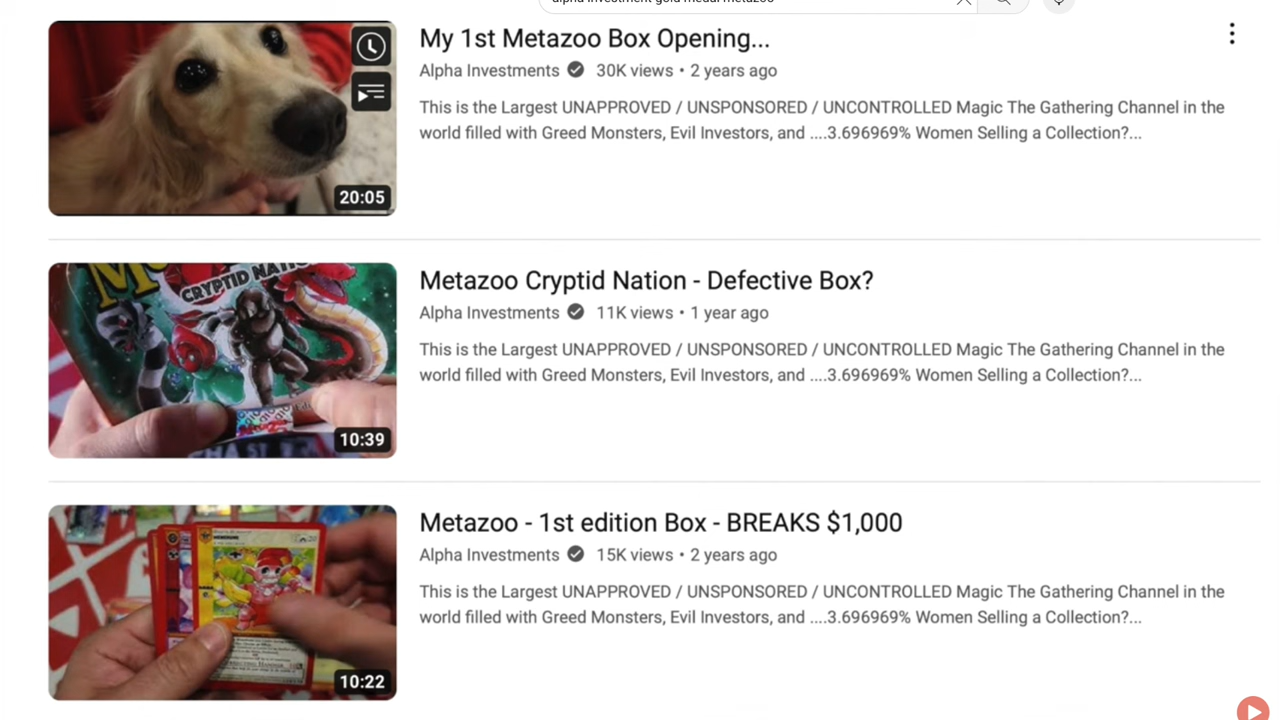 alpha investment gold medal metazoo
My 1st Metazoo Box Opening...
Alpha Investments 30K views • 2 years ago
This is the Largest UNAPPROVED / UNSPONSORED / UNCONTROLLED Magic The Gathering Channel in the
world filled with Greed Monsters, Evil Investors, and ....3.696969% Women Selling a Collection?...
20:05
CRYPTID NATION
Metazoo Cryptid Nation - Defective Box?
Alpha Investments 11K views • 1 year ago
This is the Largest UNAPPROVED / UNSPONSORED / UNCONTROLLED Magic The Gathering Channel in the
world filled with Greed Monsters, Evil Investors, and ....3.696969% Women Selling a Collection?...
10:39
Metazoo - 1st edition Box - BREAKS $1,000
Alpha Investments 15K views • 2 years ago
This is the Largest UNAPPROVED / UNSPONSORED / UNCONTROLLED Magic The Gathering Channel in the
world filled with Greed Monsters, Evil Investors, and ....3.696969% Women Selling a Collection?...
10:22